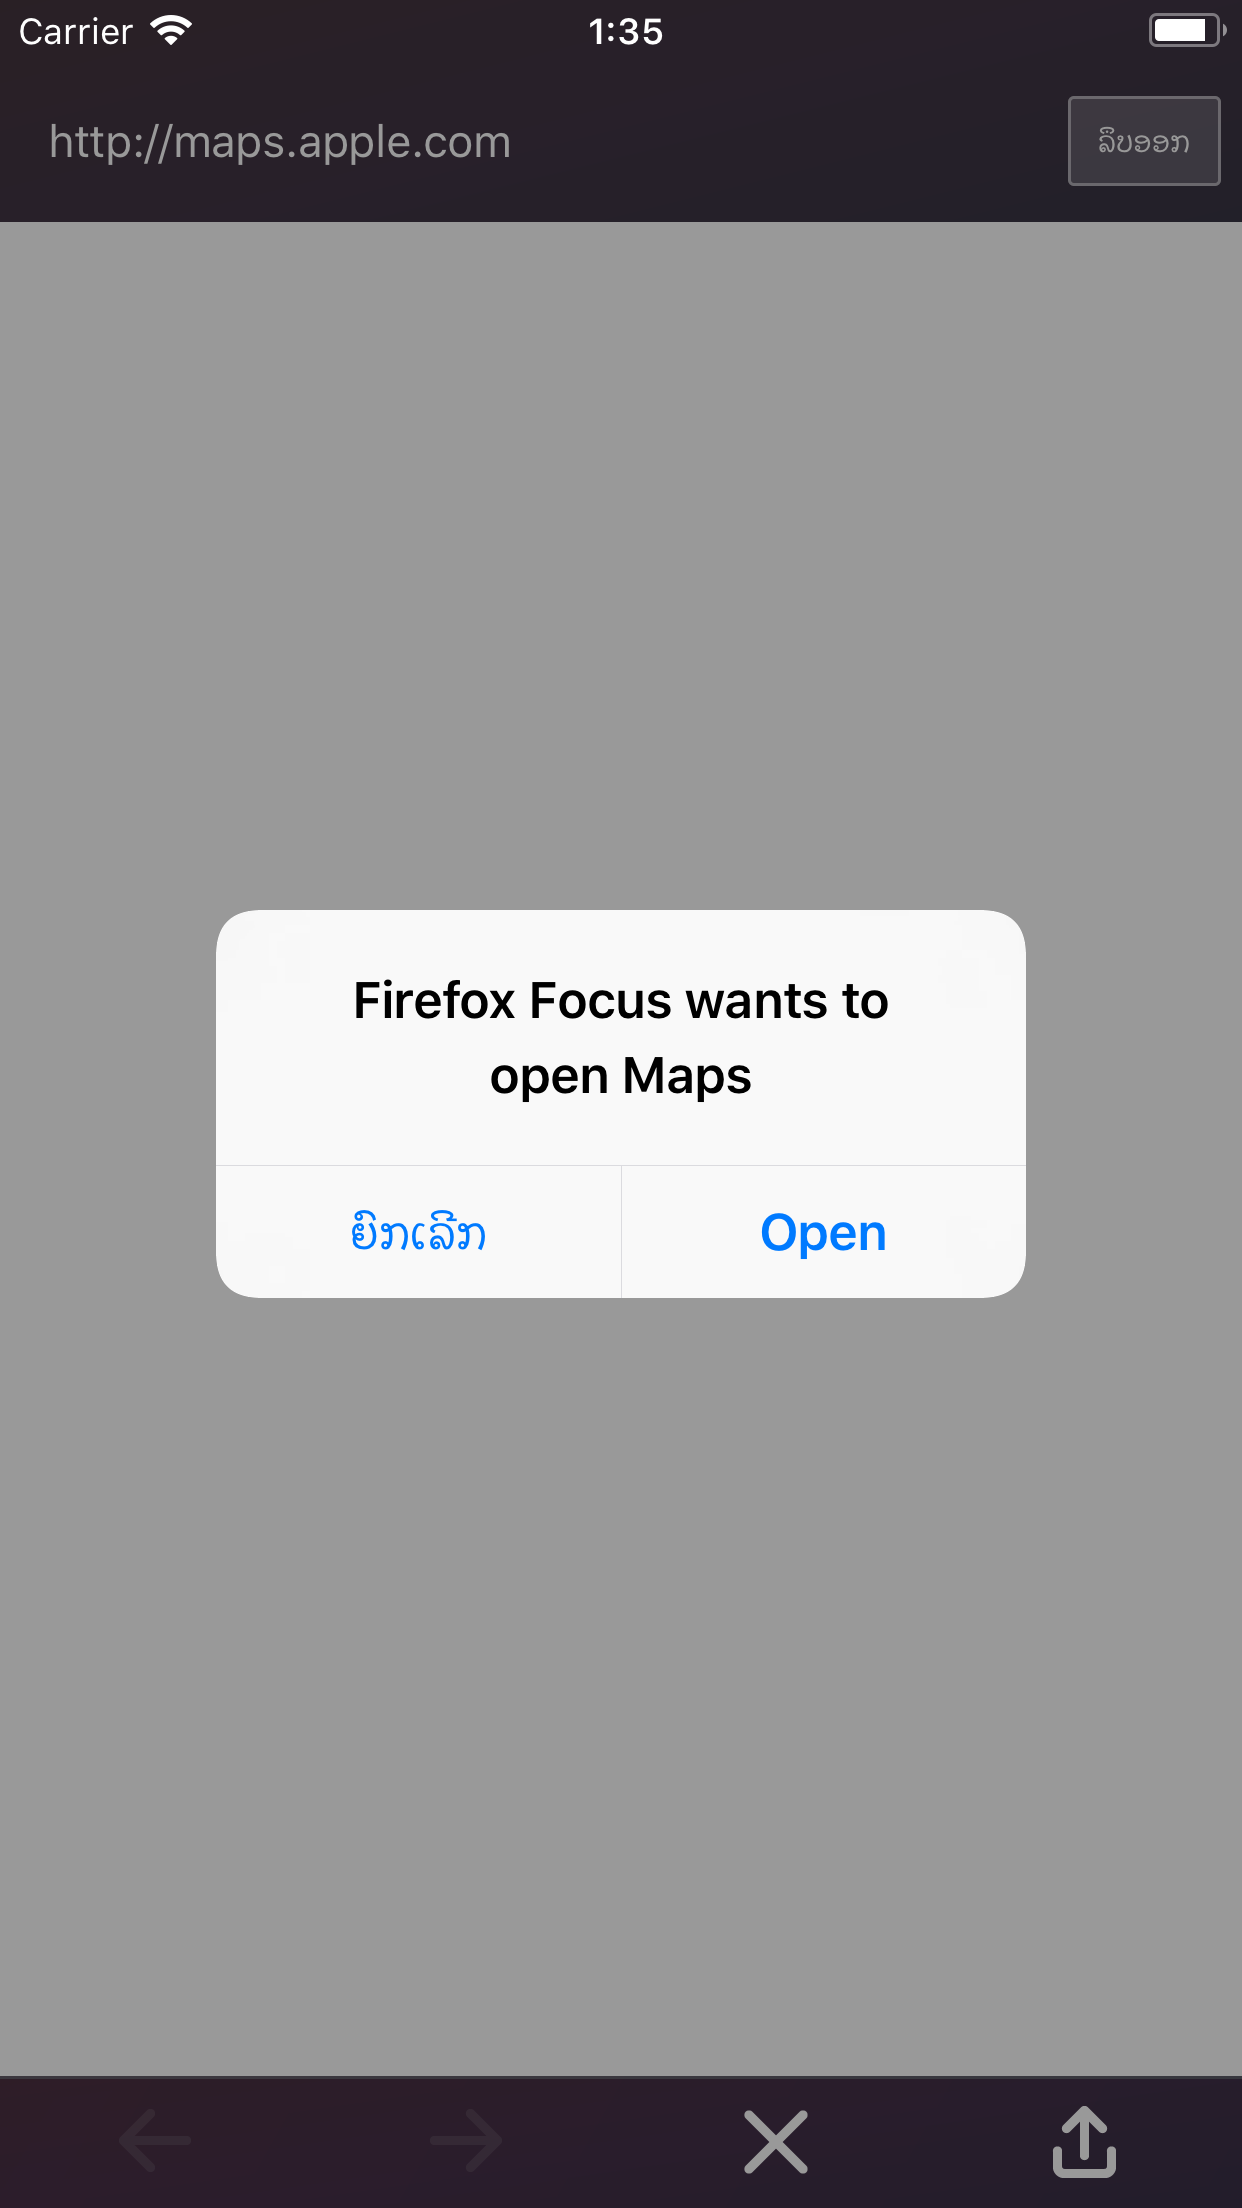 Carrier
1:35
http://maps.apple.com
ລຶບອອກ
Firefox Focus wants to
open Maps
ຍົກເລີກ
Open